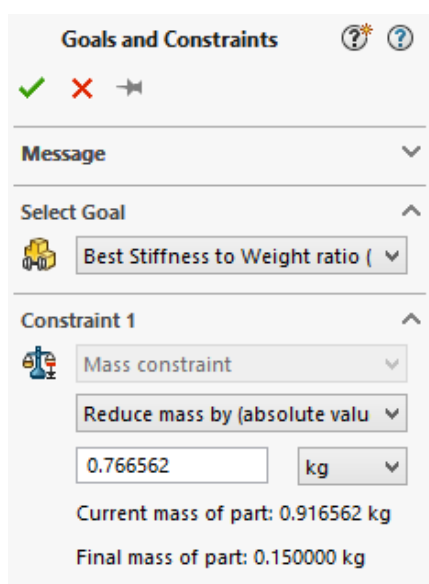 Goals and Constraints
Message
Select Goal
Best Stiffness to Weight ratio (
Constraint 1
Mass constraint
Reduce mass by (absolute valu
0.766562 kg
Current mass of part: 0.916562 kg
Final mass of part: 0.150000 kg